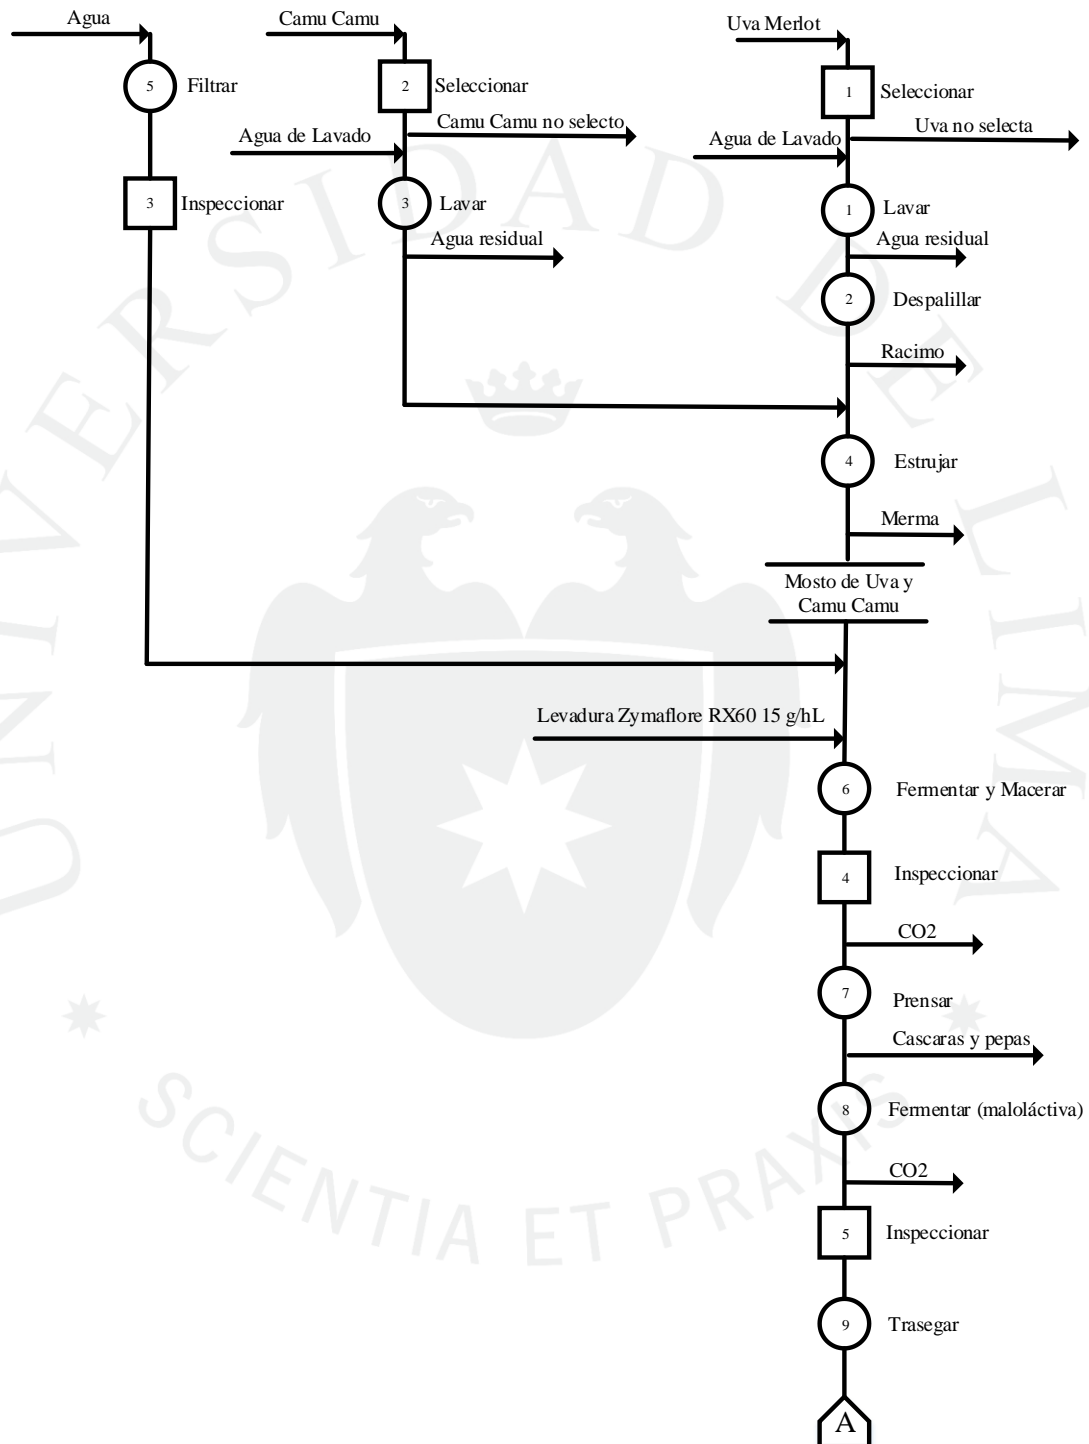 Agua
Camu Camu
Uva Merlot
5
Filtrar
2
Seleccionar
1
Seleccionar
Camu Camu no selecto
Uva no selecta
Agua de Lavado
Agua de Lavado
3
Inspeccionar
3
Lavar
1
Lavar
Agua residual
Agua residual
2
Despalillar
Racimo
4
Estrujar
Merma
Mosto de Uva y
Camu Camu
Levadura Zymaflore RX60 15 g/hL
6
Fermentar y Macerar
4
Inspeccionar
CO2
7
Prensar
Cascaras y pepas
8
Fermentar (maloláctiva)
CO2
5
Inspeccionar
9
Trasegar
A
UNIVERSIDAD DE LIMA
SCIENTIA ET PRAXIS